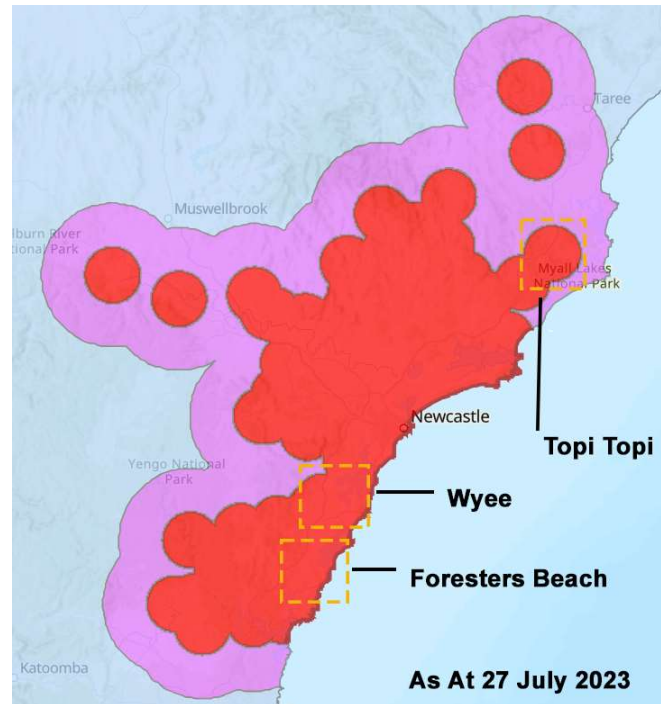 Taree
Muswellbrook
lburn River
tional Park
Myall Lakes
National Park
Newcastle
Topi Topi
Yengo National
Park
Wyee
Foresters Beach
Katoomba
As At 27 July 2023